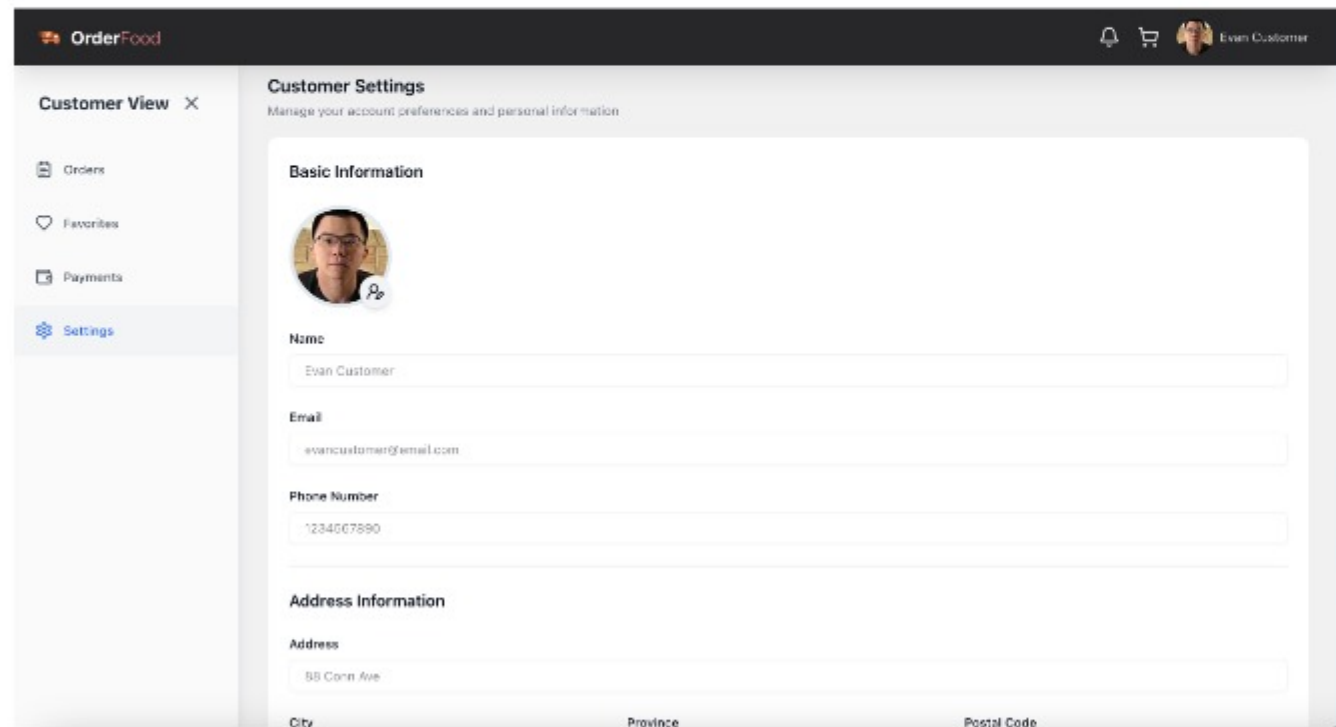 OrderFood
Evan Customer
Customer View
Orders
Favorites
Payments
Settings
Customer Settings
Manage your account preferences and personal information
Basic Information
Name
Evan Customer
Email
evancustomer@email.com
Phone Number
Address Information
Address
88 Conn Ave
City Province Postal Code